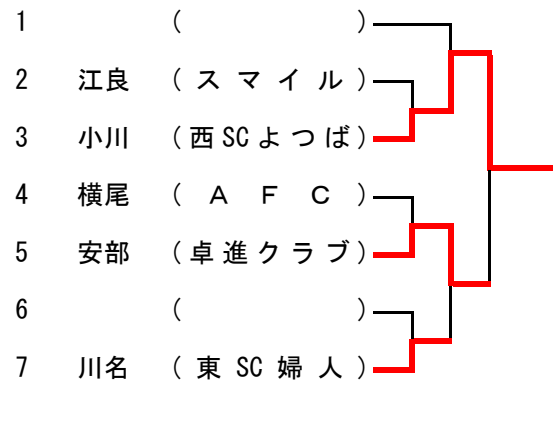 1 ( )
2 江良 (スマイル)
3 小川 (西SCよつば)
4 横尾 (ＡＦＣ)
5 安部 (卓進クラブ)
6 ( )
7 川名 (東SC婦人)